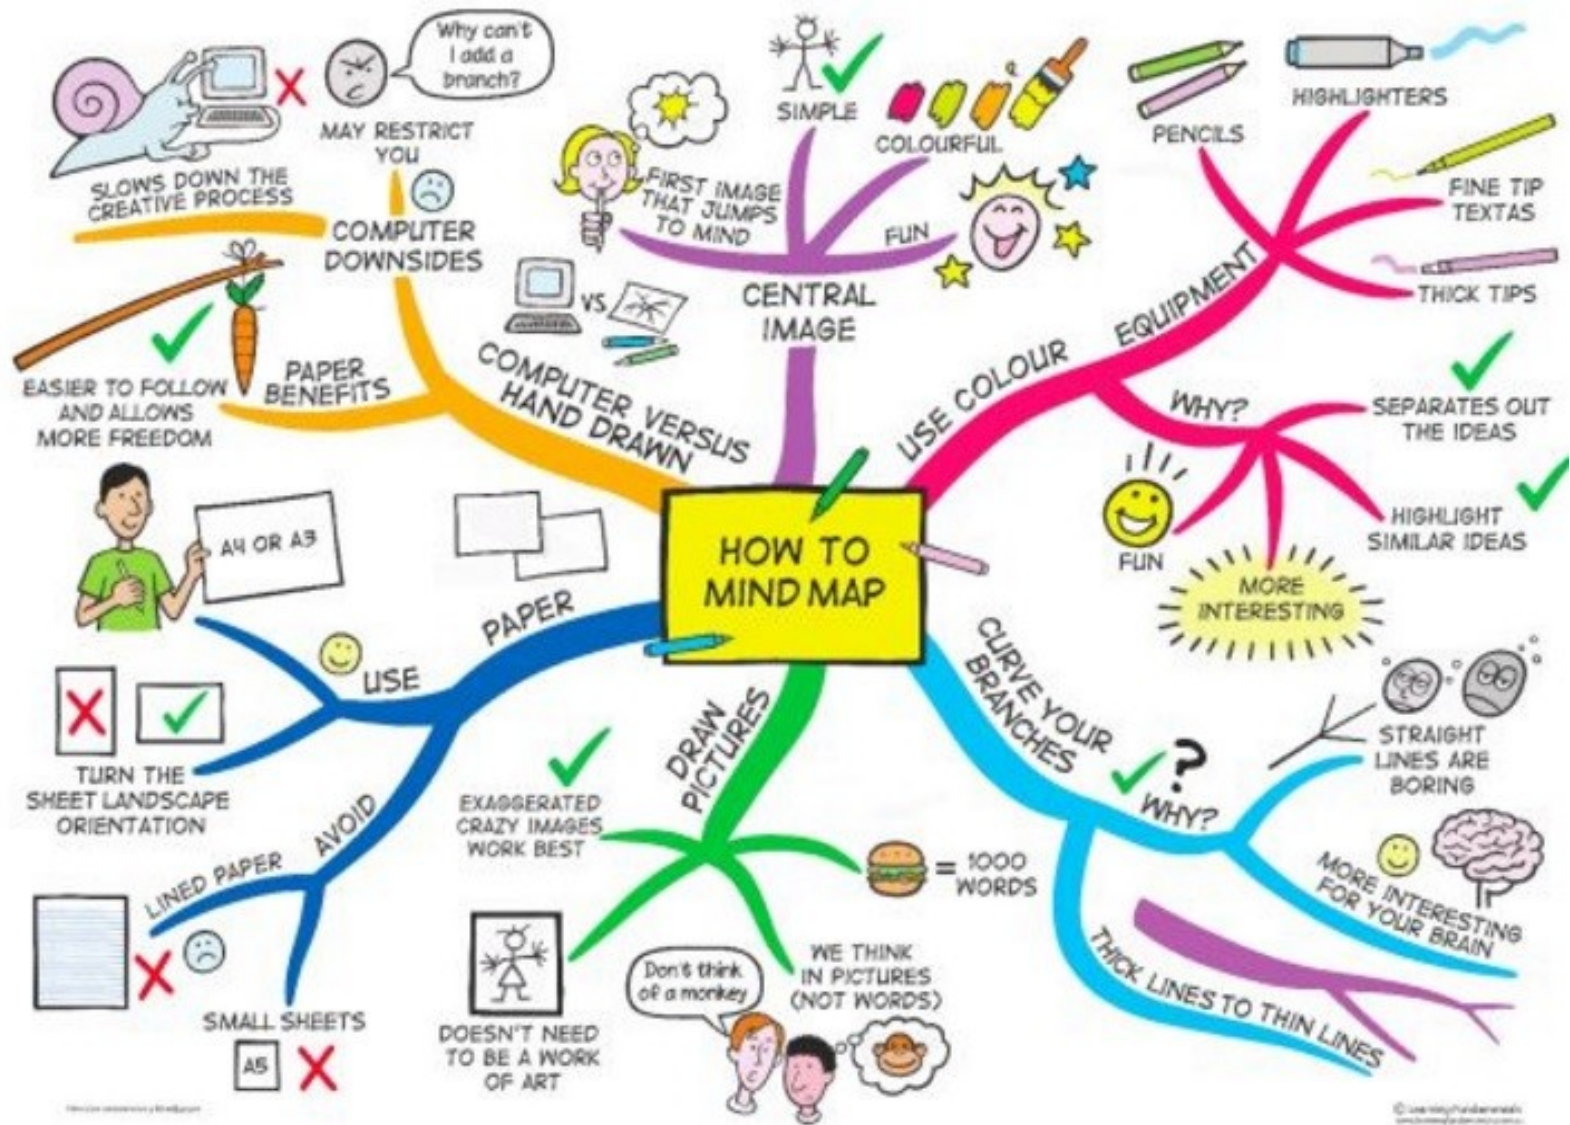 HOW TO
MIND MAP
CENTRAL
IMAGE
FIRST IMAGE
THAT JUMPS
TO MIND
SIMPLE
COLOURFUL
FUN
USE COLOUR
EQUIPMENT
PENCILS
HIGHLIGHTERS
FINE TIP
TEXTAS
THICK TIPS
WHY?
SEPARATES OUT
THE IDEAS
HIGHLIGHT
SIMILAR IDEAS
MORE
INTERESTING
FUN
CURVE YOUR
BRANCHES
?
WHY?
STRAIGHT
LINES ARE
BORING
MORE INTERESTING
FOR YOUR BRAIN
THICK LINES TO THIN LINES
DRAW
PICTURES
= 1000
WORDS
WE THINK
IN PICTURES
(NOT WORDS)
Don't think
of a monkey
DOESN'T NEED
TO BE A WORK
OF ART
EXAGGERATED
CRAZY IMAGES
WORK BEST
PAPER
USE
A4 OR A3
TURN THE
SHEET LANDSCAPE
ORIENTATION
AVOID
LINED PAPER
SMALL SHEETS
A5
COMPUTER VERSUS
HAND DRAWN
VS
PAPER
BENEFITS
EASIER TO FOLLOW
AND ALLOWS
MORE FREEDOM
COMPUTER
DOWNSIDES
SLOWS DOWN THE
CREATIVE PROCESS
MAY RESTRICT
YOU
Why can't
I add a
branch?
© Learning Fundamentals